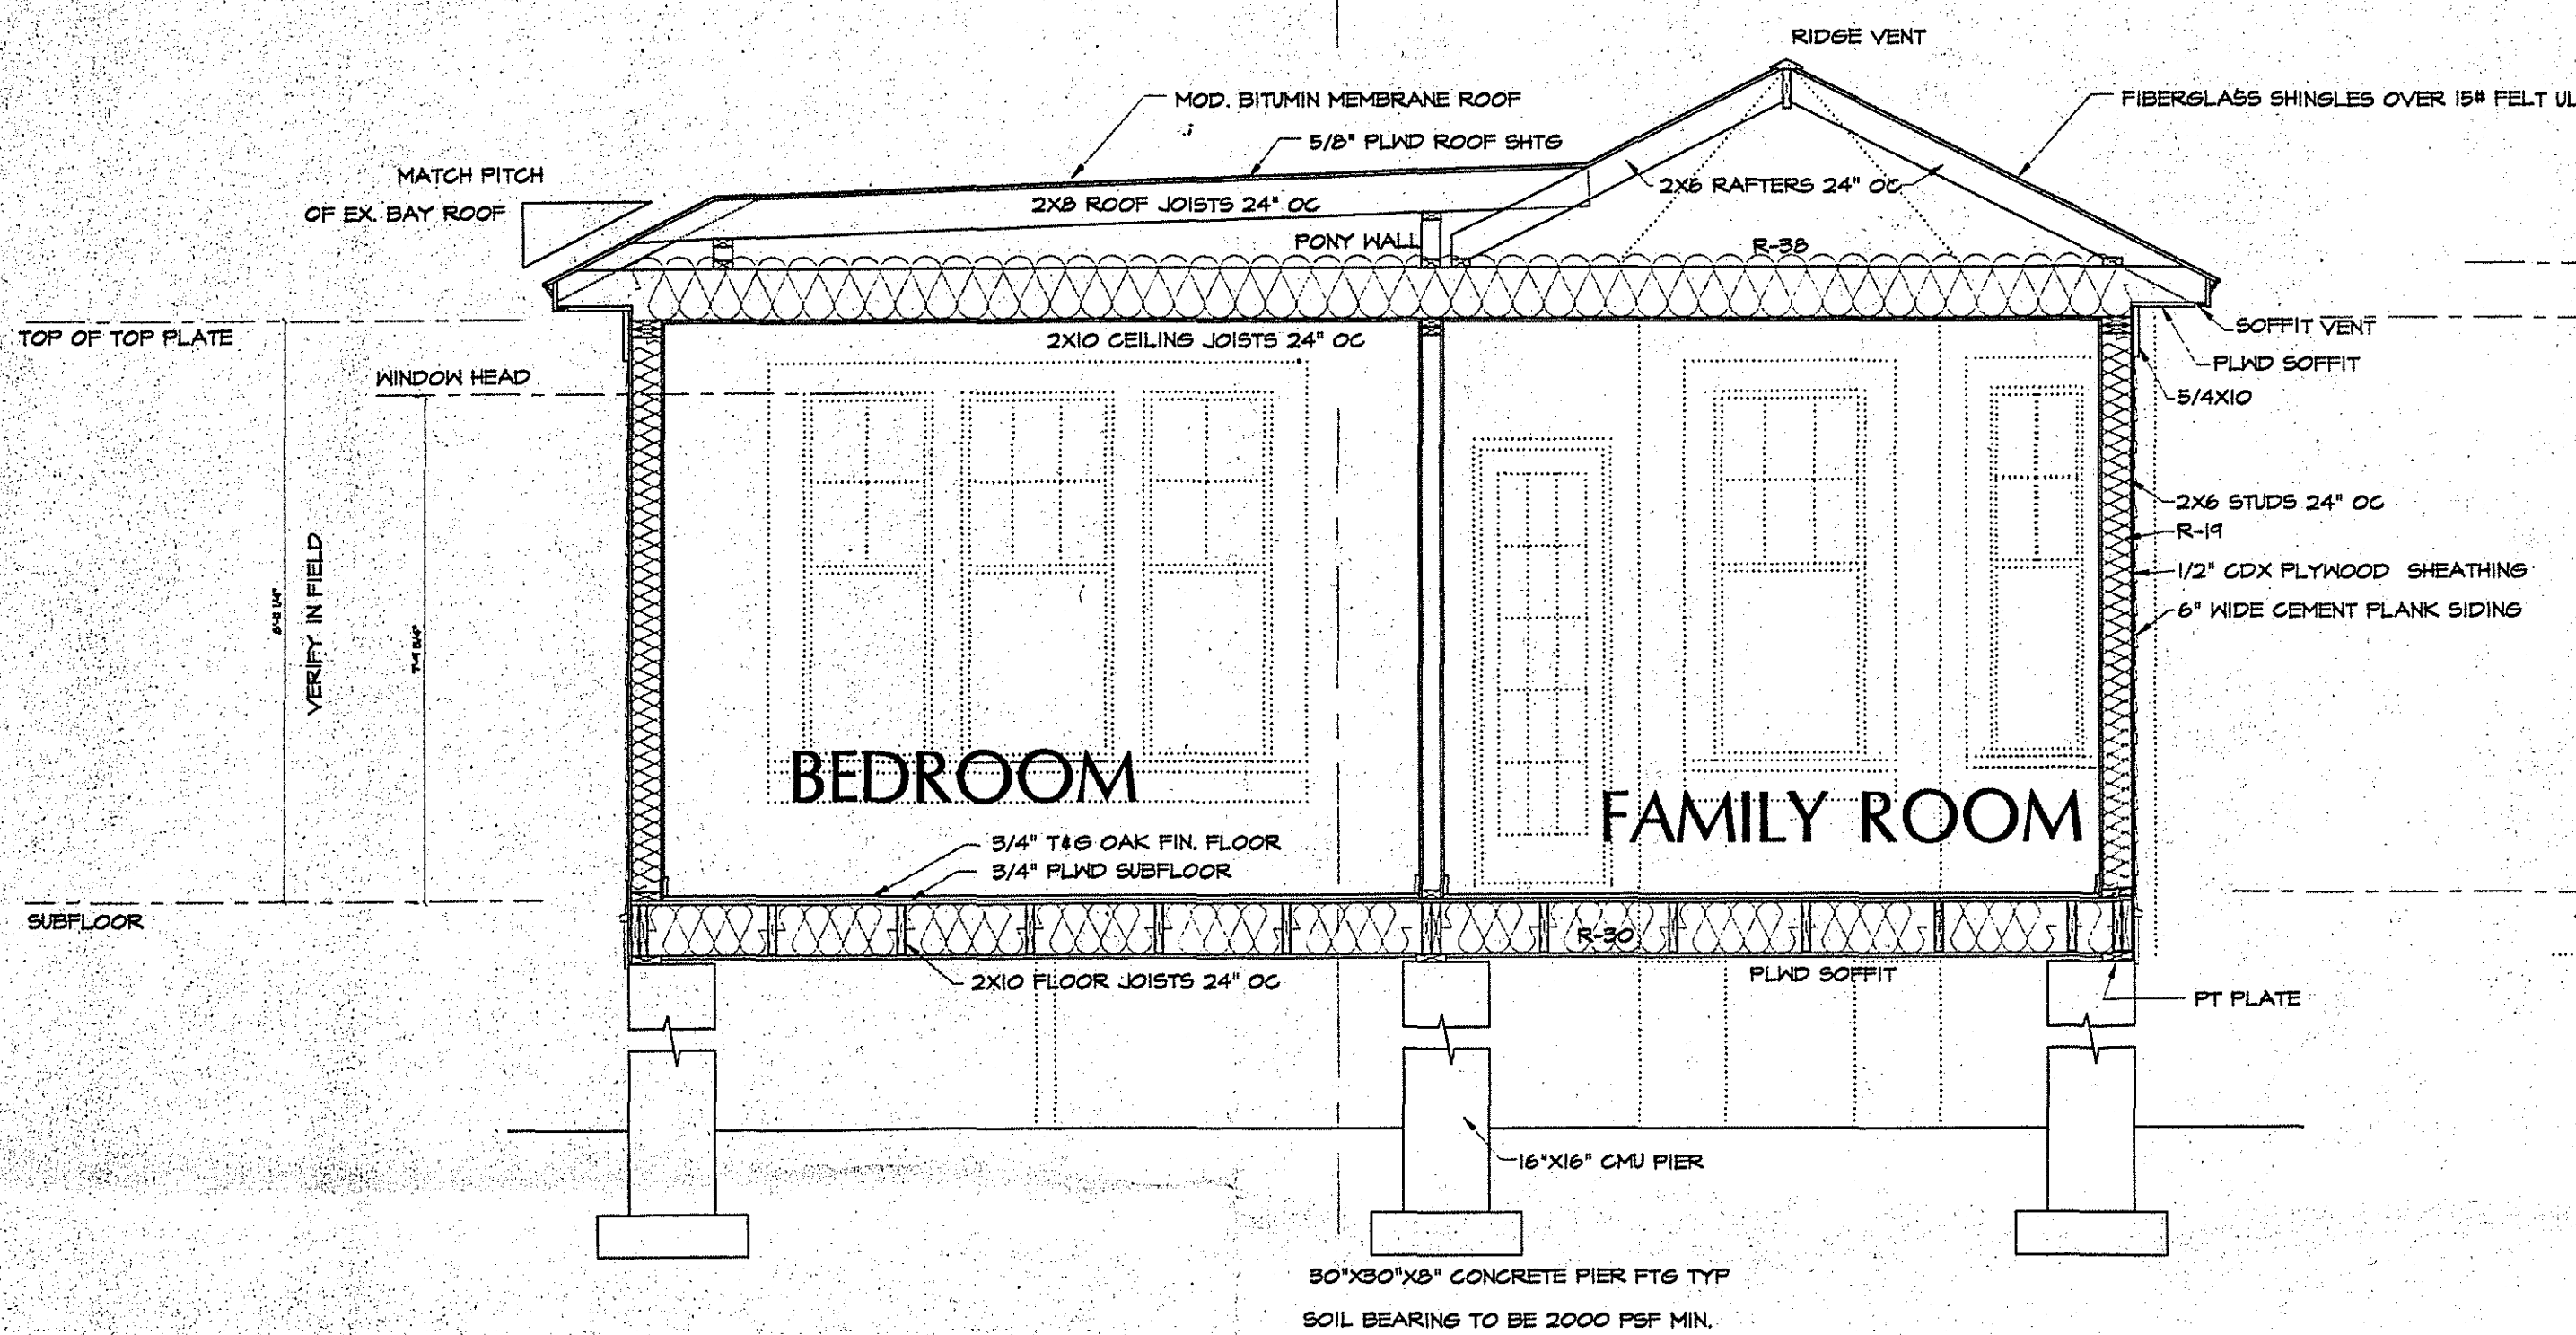 RIDGE VENT
MOD. BITUMIN MEMBRANE ROOF
FIBERGLASS SHINGLES OVER 15# FELT UL
5/8" PLWD ROOF SHTG
MATCH PITCH
OF EX. BAY ROOF
2X6 RAFTERS 24" OC
2X8 ROOF JOISTS 24" OC
PONY WALL
R-38
TOP OF TOP PLATE
2X10 CEILING JOISTS 24" OC
SOFFIT VENT
PLWD SOFFIT
WINDOW HEAD
5/4X10
2X6 STUDS 24" OC
R-19
1/2" CDX PLYWOOD SHEATHING
6" WIDE CEMENT PLANK SIDING
VERIFY IN FIELD
BEDROOM
FAMILY ROOM
3/4" T&G OAK FIN. FLOOR
3/4" PLWD SUBFLOOR
SUBFLOOR
R-30
2X10 FLOOR JOISTS 24" OC
PLWD SOFFIT
PT PLATE
16"X16" CMU PIER
30"X30"X8" CONCRETE PIER FTG TYP
SOIL BEARING TO BE 2000 PSF MIN.